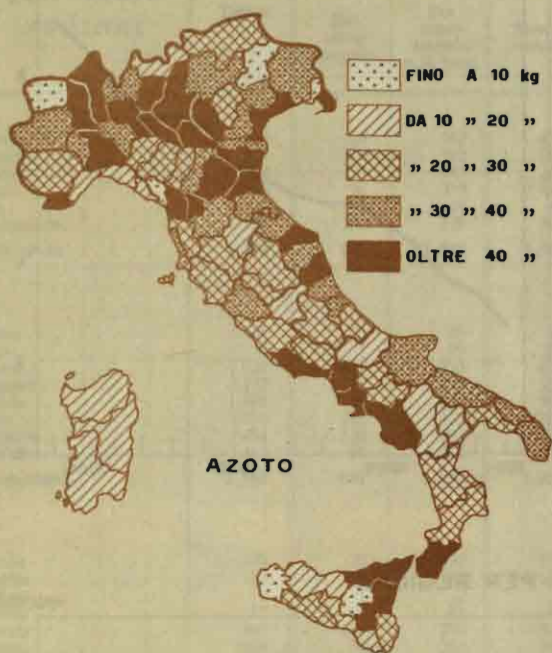 FINO A 10 kg
DA 10 „ 20 „
„ 20 „ 30 „
„ 30 „ 40 „
OLTRE 40 „
AZOTO